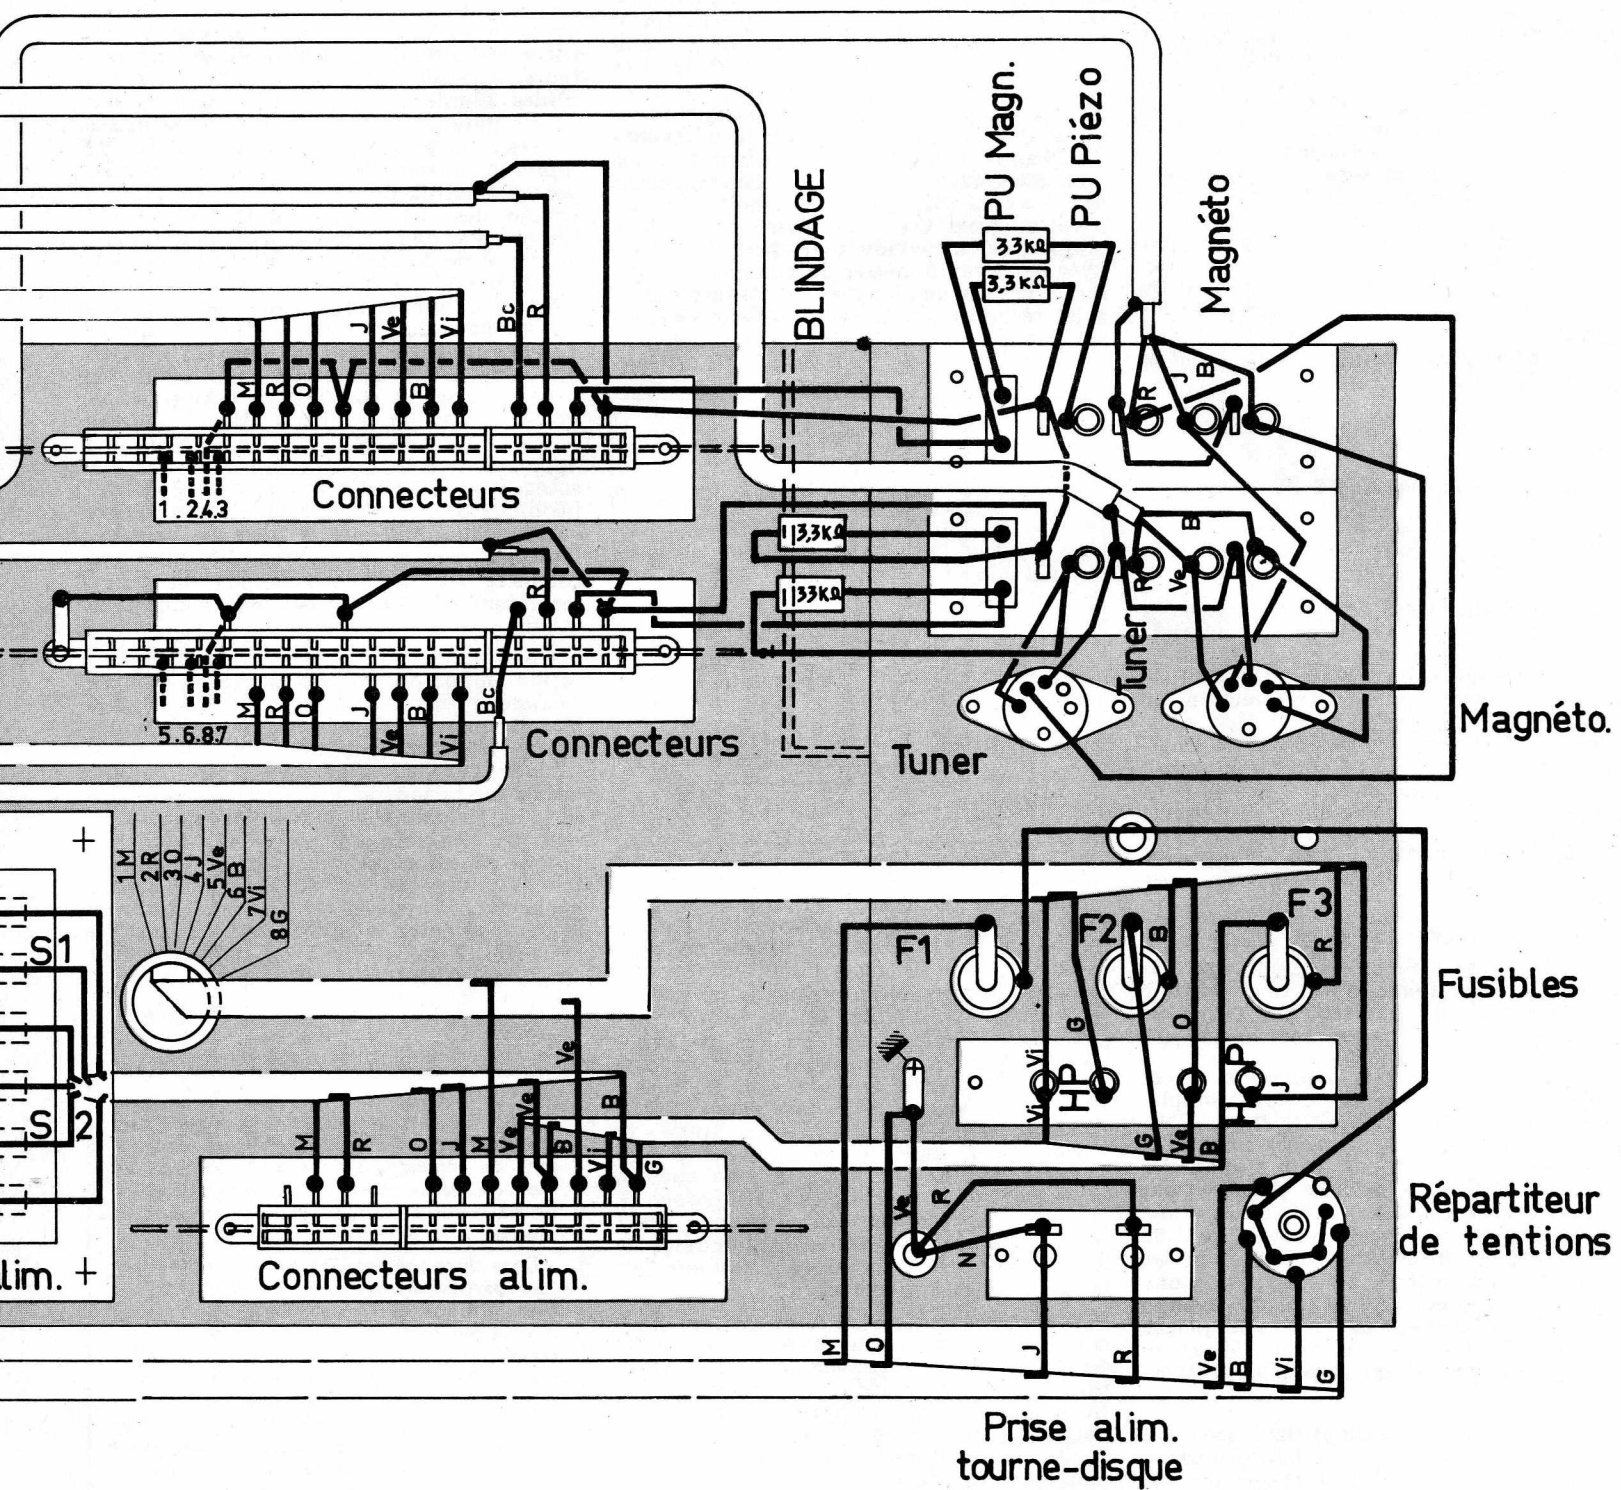 PU Magn.
PU Piézo
Magnéto
BLINDAGE
33KΩ
3,3KΩ
M R O J Ve B Vi Bc R
R J B
Connecteurs
1 . 2.4.3
3,3KΩ
33KΩ
R
B
R Ve
M R O J Ve B Vi Bc
5.6.8.7
Connecteurs
Tuner
Tuner
Magnéto.
+
1 M
2 R
3 O
4 J
5 Ve
6 B
7 Vi
8 G
S1
S 2
F1
F2
F3
B
R
Fusibles
G
O
Vi
HP
HP
J
Vi
G
Ve
B
Ve
Ve
B
M R O J M Ve B Vi G
Ve
R
N
Connecteurs alim.
lim. +
Répartiteur
de tentions
M O J R Ve B Vi G
Prise alim.
tourne-disque